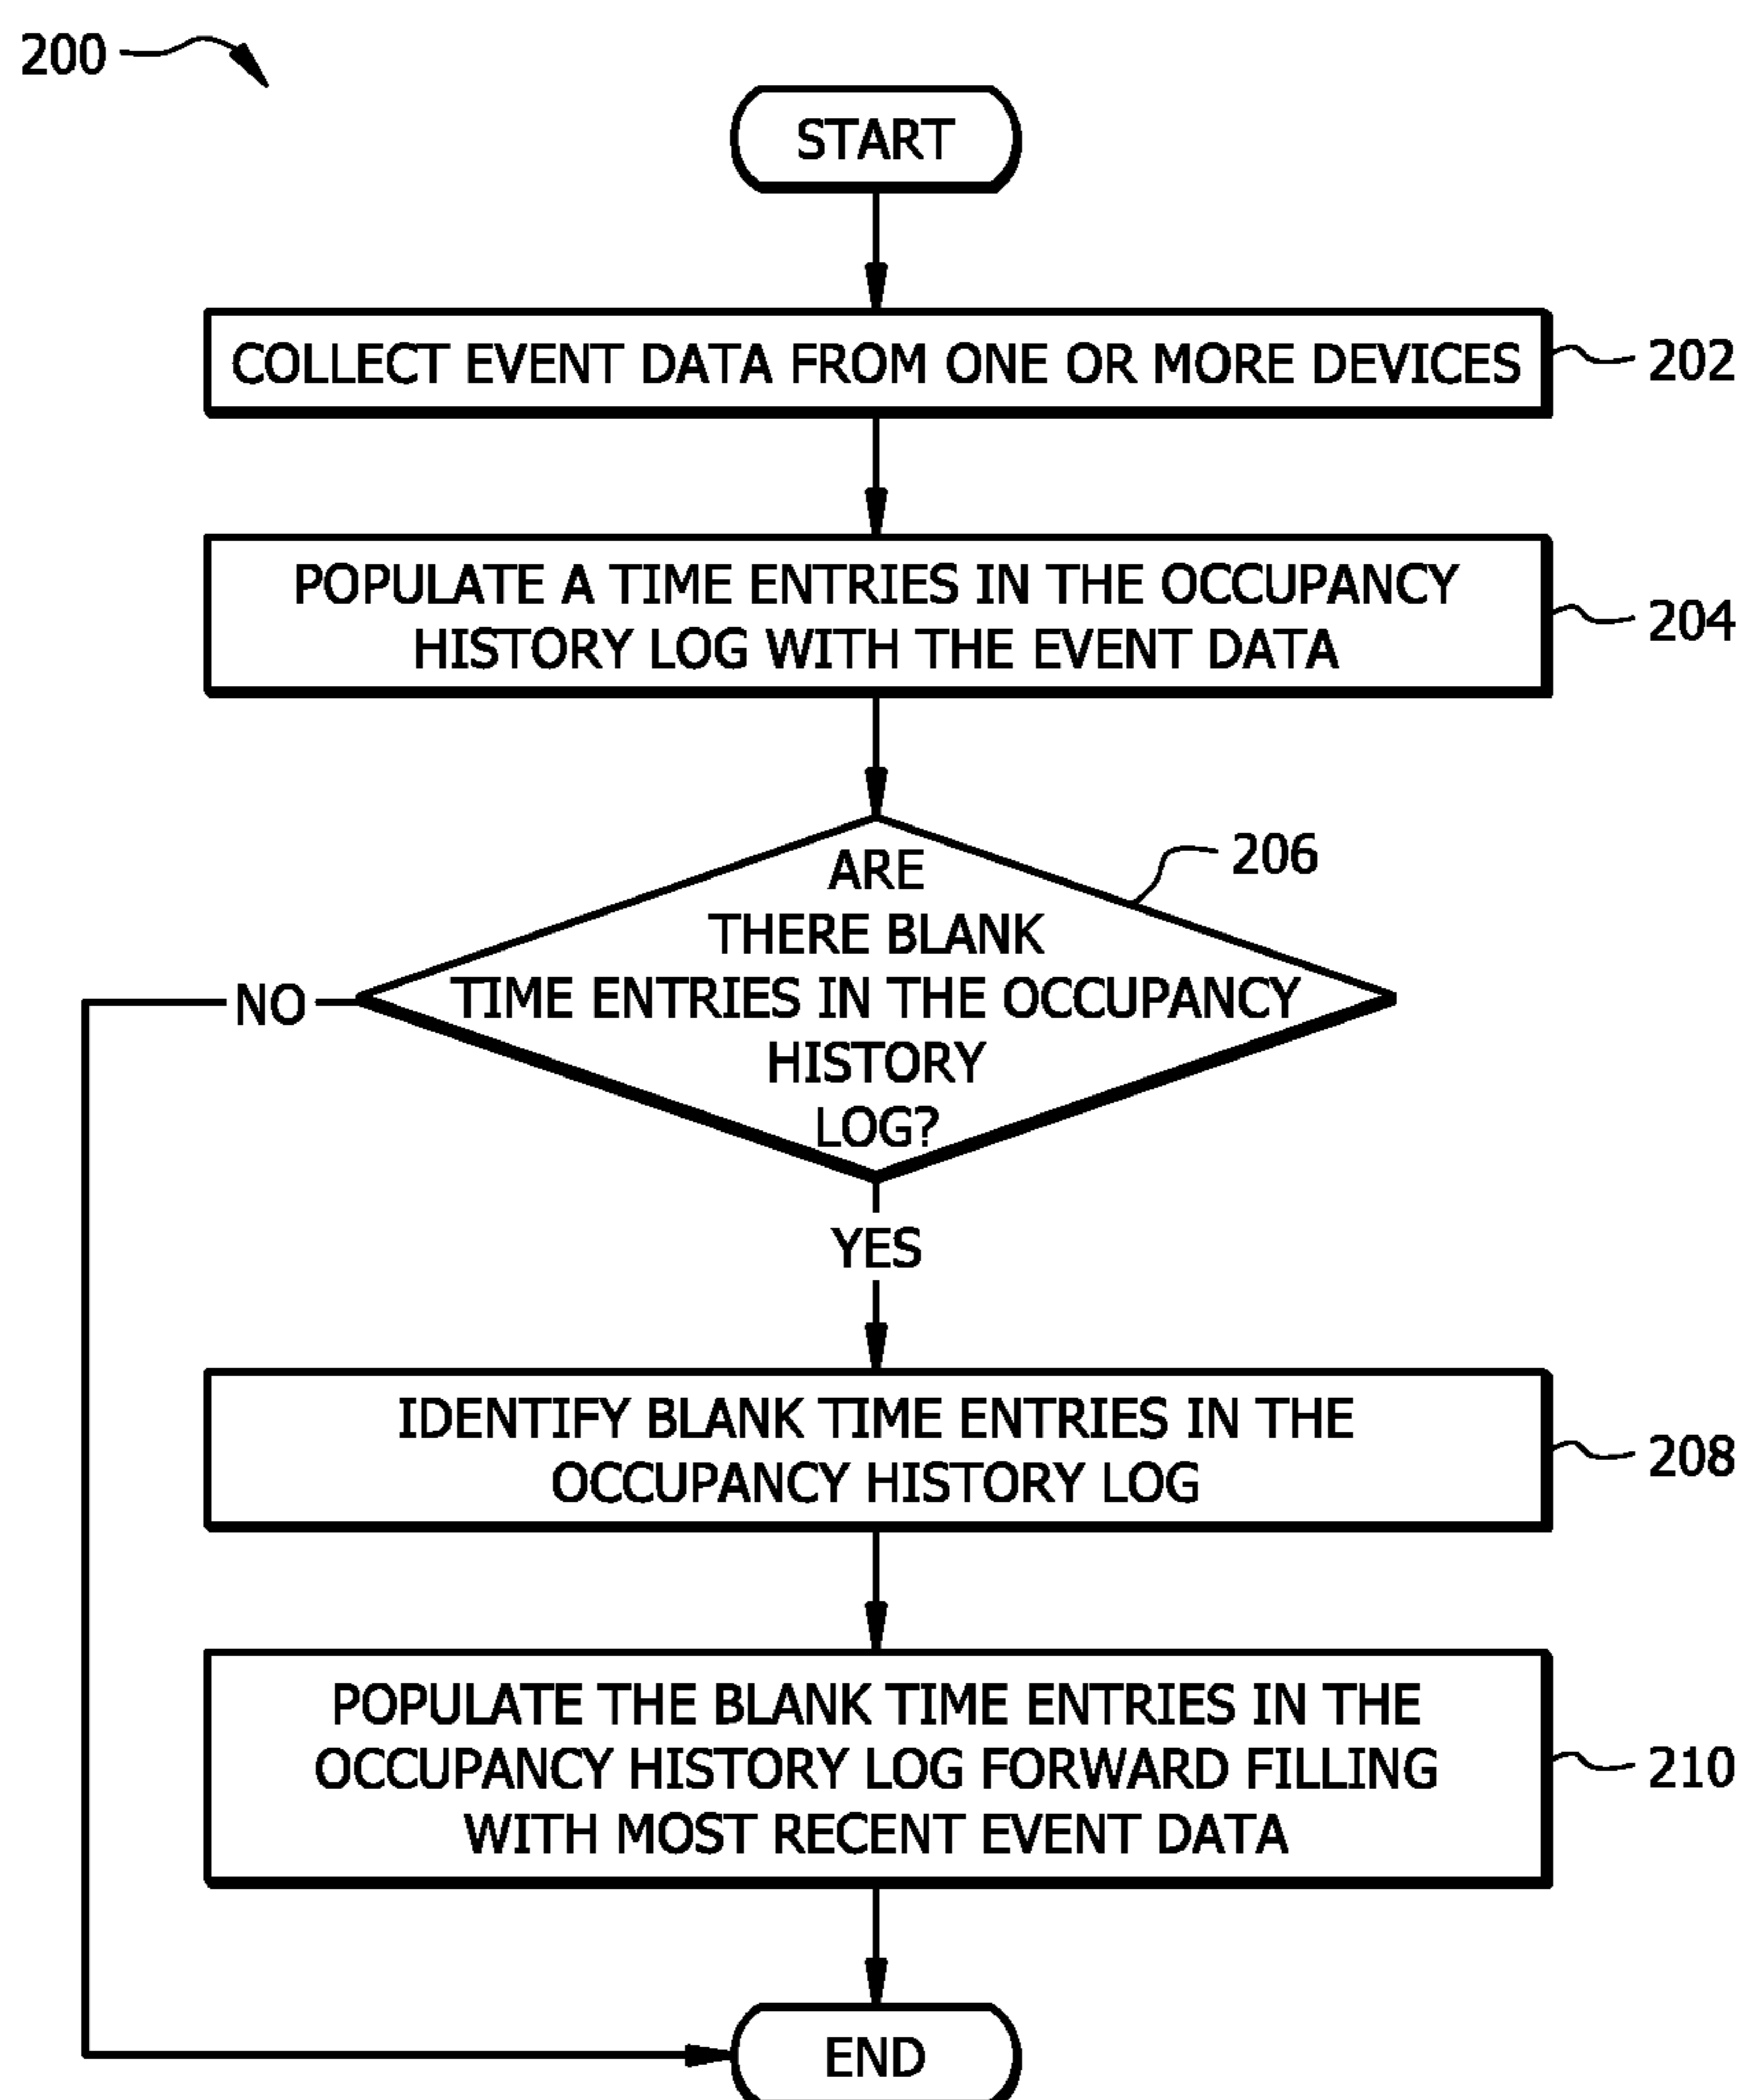 200
START
COLLECT EVENT DATA FROM ONE OR MORE DEVICES
202
POPULATE A TIME ENTRIES IN THE OCCUPANCY
HISTORY LOG WITH THE EVENT DATA
204
ARE
THERE BLANK
TIME ENTRIES IN THE OCCUPANCY
HISTORY
LOG?
206
NO
YES
IDENTIFY BLANK TIME ENTRIES IN THE
OCCUPANCY HISTORY LOG
208
POPULATE THE BLANK TIME ENTRIES IN THE
OCCUPANCY HISTORY LOG FORWARD FILLING
WITH MOST RECENT EVENT DATA
210
END